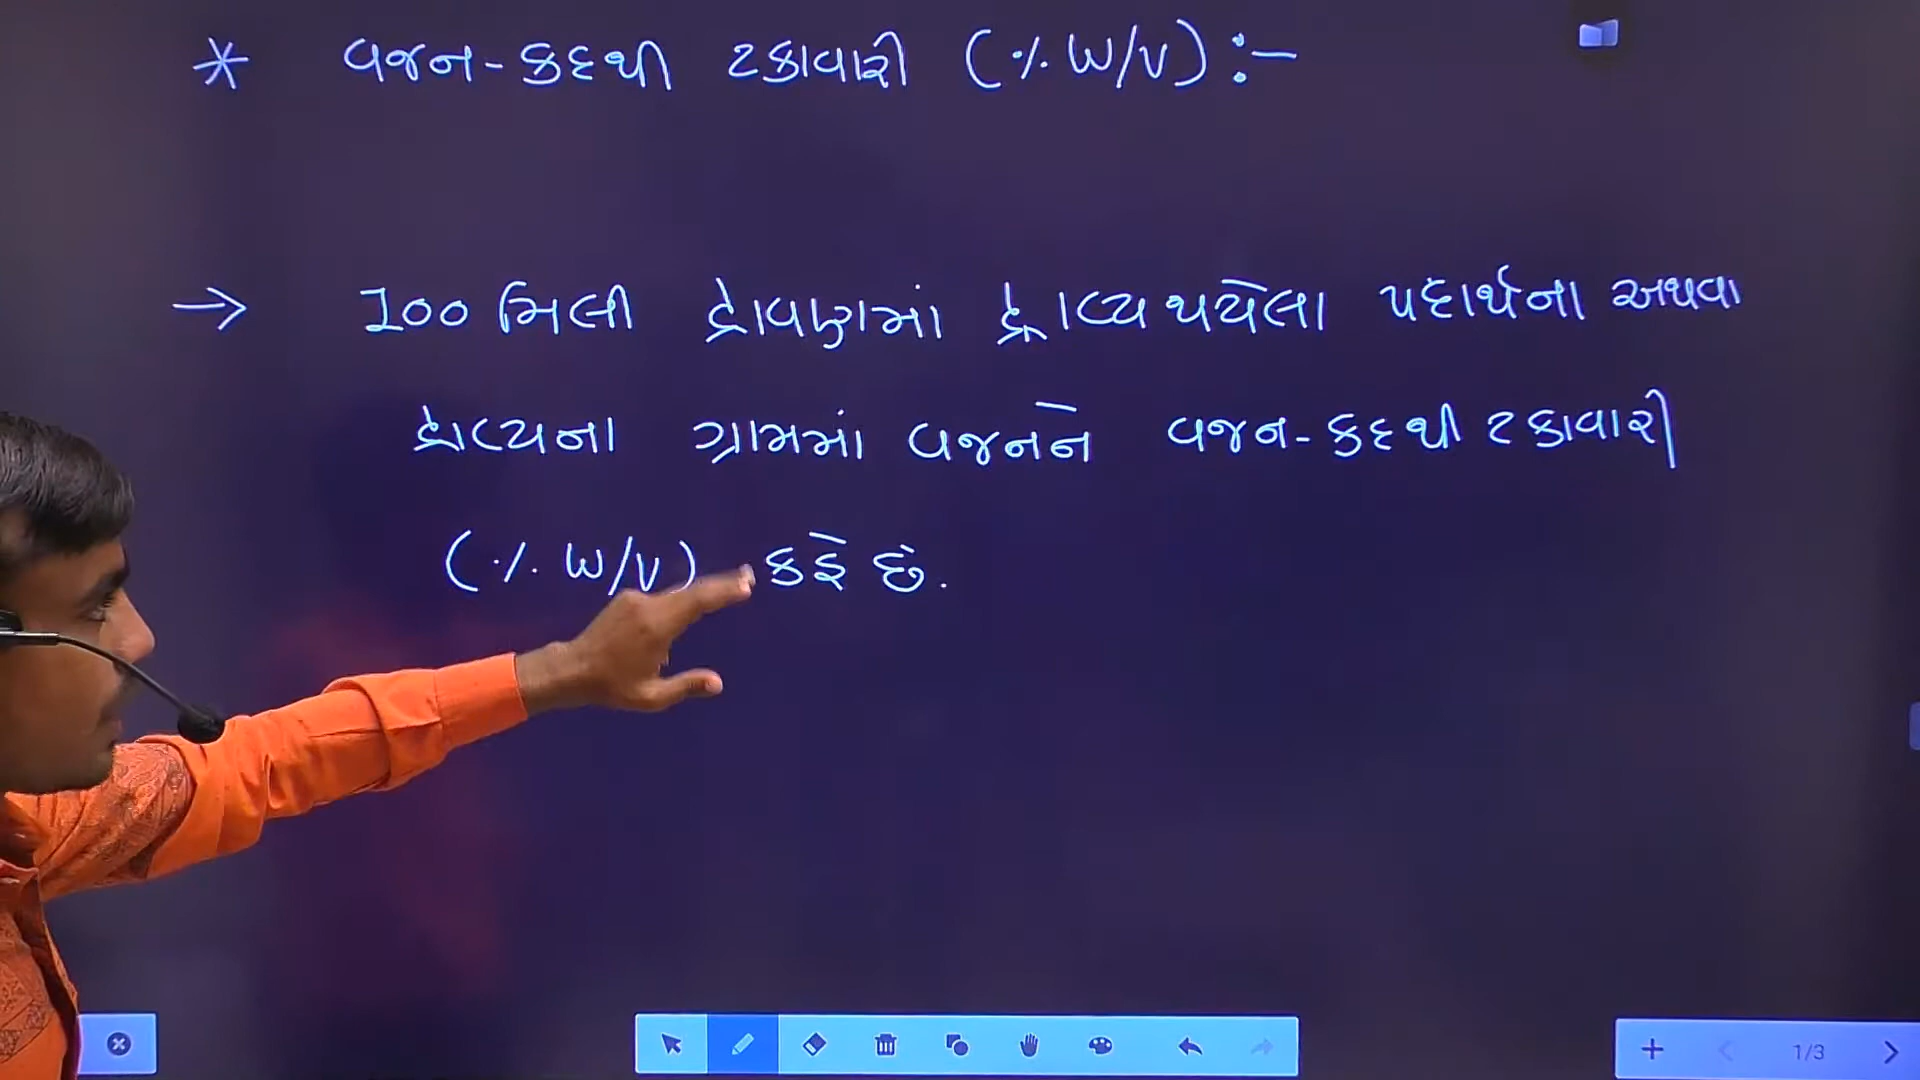 * વજન-કદથી ટકાવારી (% W/V) :-
→ 100 મિલી દ્રાવણમાં દ્રાવ્ય થયેલા પદાર્થના અથવા
દ્રાવ્યના ગ્રામમાં વજનને વજન-કદથી ટકાવારી
(% W/V) કહે છે.
1/3